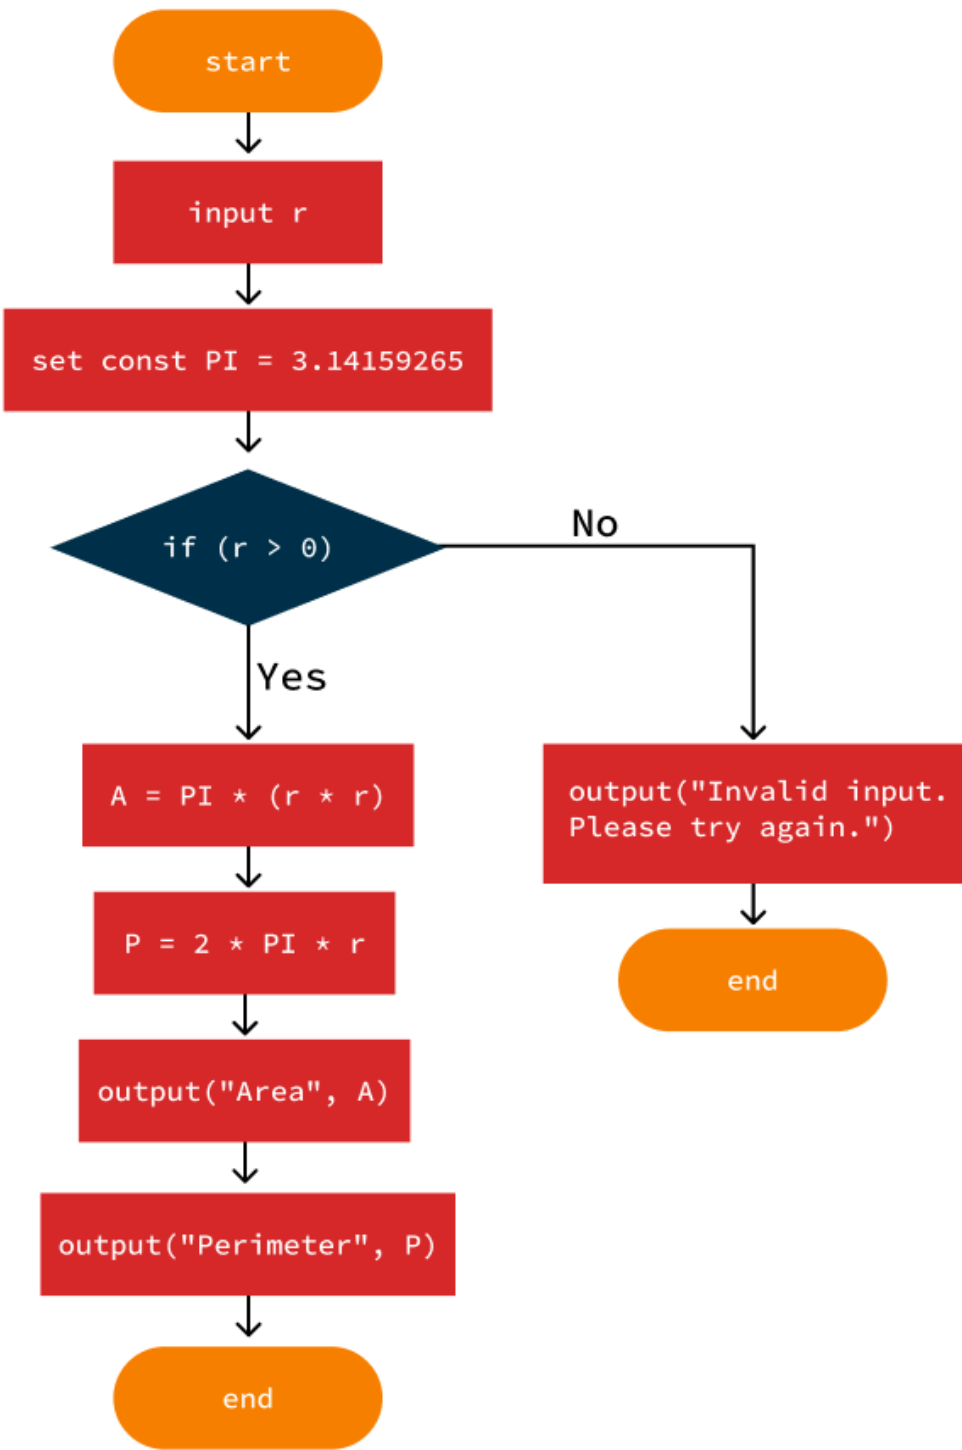 start
input r
set const PI = 3.14159265
if (r > 0)
No
Yes
A = PI * (r * r)
output("Invalid input.
Please try again.")
P = 2 * PI * r
end
output("Area", A)
output("Perimeter", P)
end